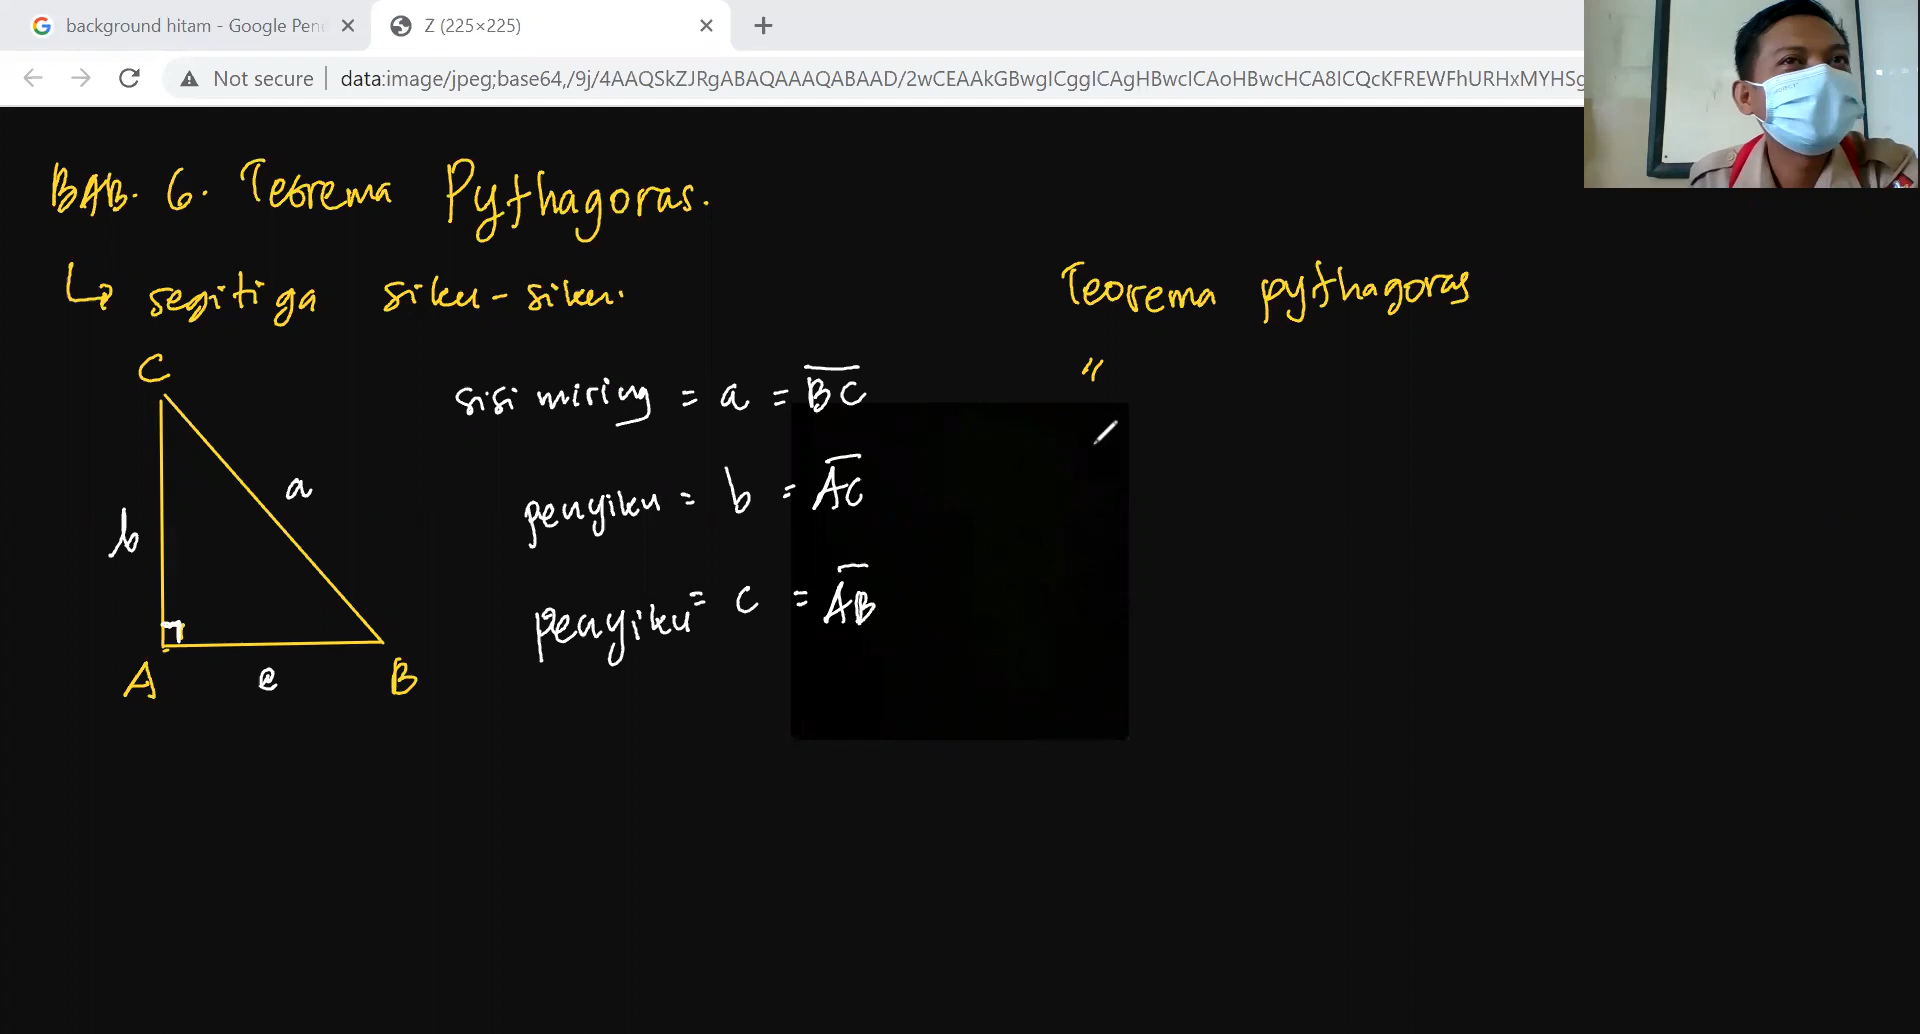 background hitam - Google Pen
Z (225×225)
Not secure
data:image/jpeg;base64,/9j/4AAQSkZJRgABAQAAAQABAAD/2wCEAAkGBwgICggICAgHBwcICAoHBwcHCA8ICQcKFREWFhURHxMYHSg
BAB. 6. Teorema Pythagoras.
↳ segitiga siku-siku.
Teorema pythagoras
"
C
sisi miring = a = BC
a
b
penyiku = b = AC
penyiku = c = AB
A
B